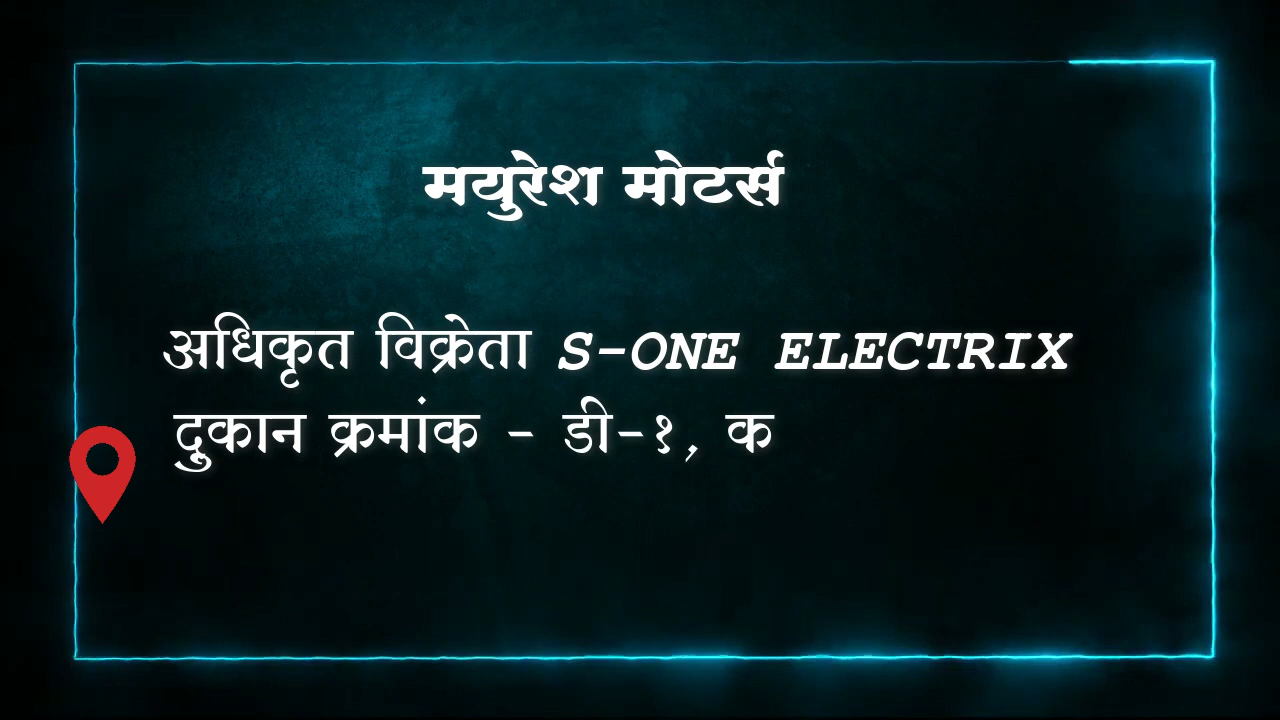 मयुरेश मोटर्स
अधिकृत विक्रेता S-ONE ELECTRIX
दुकान क्रमांक - डी-१, क